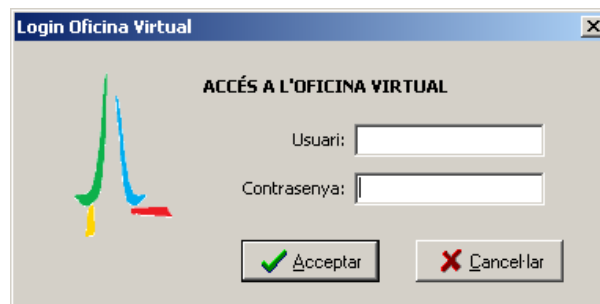 Login Oficina Virtual
ACCÉS A L'OFICINA VIRTUAL
Usuari:
Contrasenya:
Acceptar
Cancel·lar